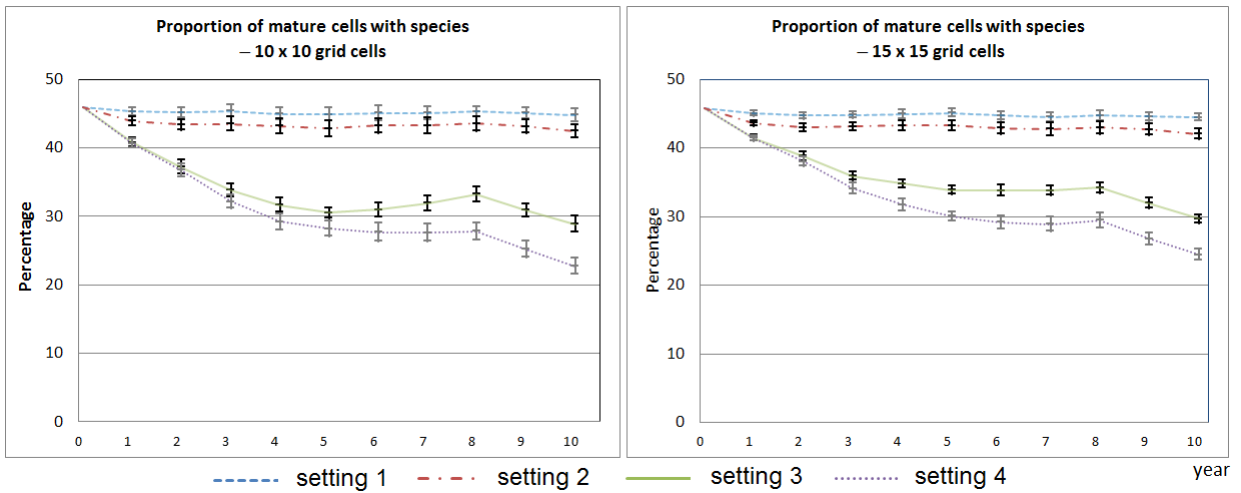 Proportion of mature cells with species
– 10 x 10 grid cells
Percentage
50
40
30
20
10
0
0 1 2 3 4 5 6 7 8 9 10
Proportion of mature cells with species
– 15 x 15 grid cells
Percentage
50
40
30
20
10
0
0 1 2 3 4 5 6 7 8 9 10
year
setting 1 setting 2 setting 3 setting 4